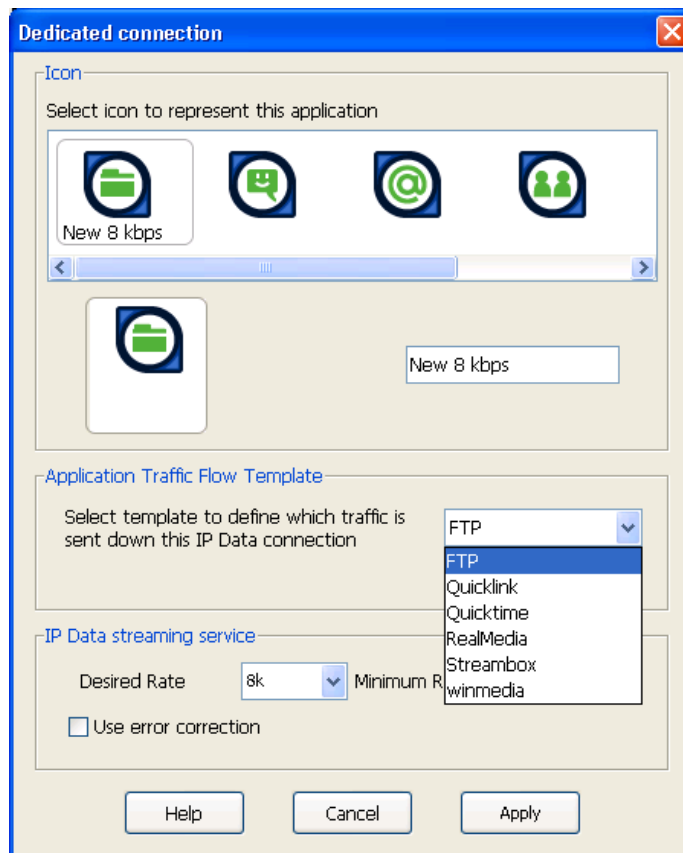 Dedicated connection
Icon
Select icon to represent this application
New 8 kbps
New 8 kbps
Application Traffic Flow Template
Select template to define which traffic is
sent down this IP Data connection
FTP
FTP
Quicklink
Quicktime
RealMedia
Streambox
winmedia
IP Data streaming service
Desired Rate
8k
Minimum R
Use error correction
Help
Cancel
Apply